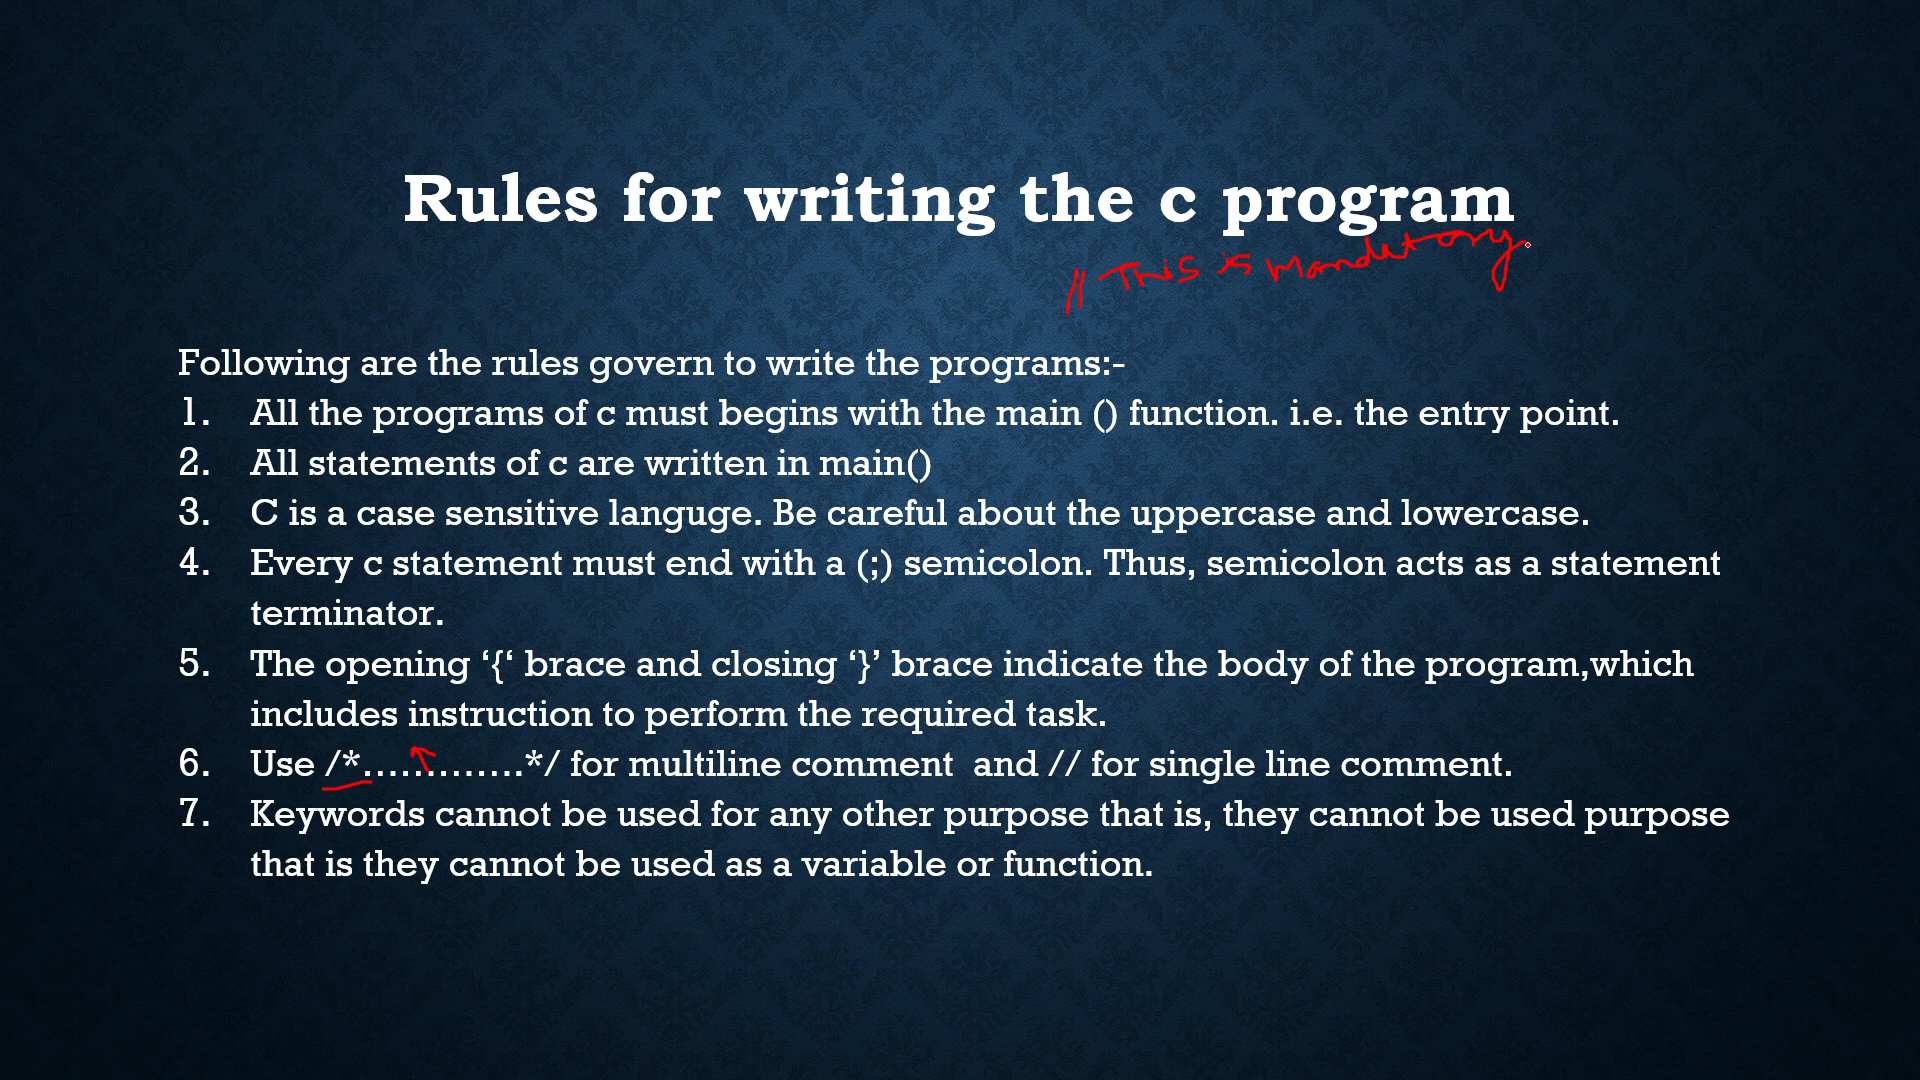 Rules for writing the c program
// This is mandatory.
Following are the rules govern to write the programs:-
1. All the programs of c must begins with the main () function. i.e. the entry point.
2. All statements of c are written in main()
3. C is a case sensitive languge. Be careful about the uppercase and lowercase.
4. Every c statement must end with a (;) semicolon. Thus, semicolon acts as a statement
terminator.
5. The opening ‘{‘ brace and closing ‘}’ brace indicate the body of the program,which
includes instruction to perform the required task.
6. Use /*.............*/ for multiline comment  and // for single line comment.
7. Keywords cannot be used for any other purpose that is, they cannot be used purpose
that is they cannot be used as a variable or function.